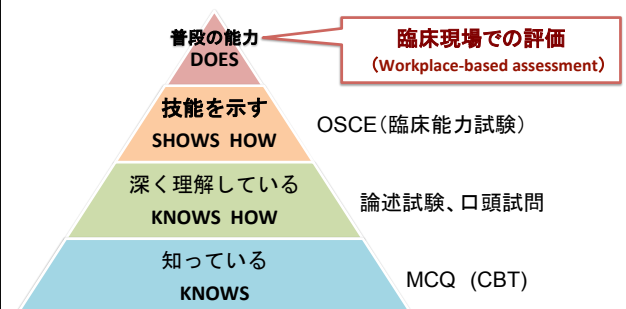 普段の能力
DOES
臨床現場での評価
（Workplace-based assessment）
技能を示す
SHOWS HOW
OSCE（臨床能力試験）
深く理解している
KNOWS HOW
論述試験、口頭試問
知っている
KNOWS
MCQ (CBT)